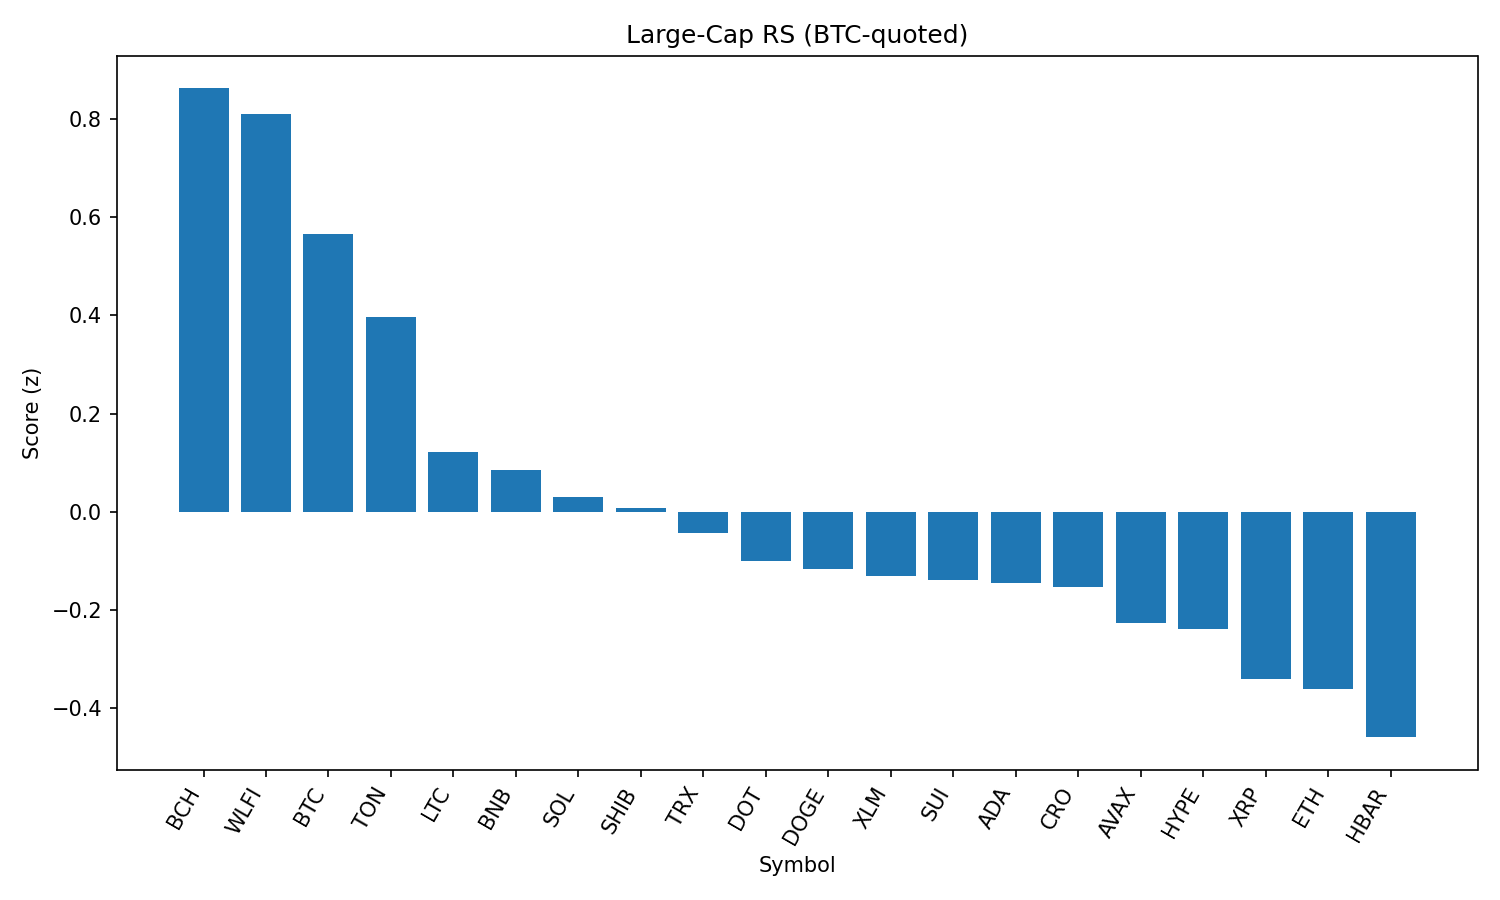 Large-Cap RS (BTC-quoted)
Score (z)
0.8
0.6
0.4
0.2
0.0
−0.2
−0.4
BCH
WLFI
BTC
TON
LTC
BNB
SOL
SHIB
TRX
DOT
DOGE
XLM
SUI
ADA
CRO
AVAX
HYPE
XRP
ETH
HBAR
Symbol